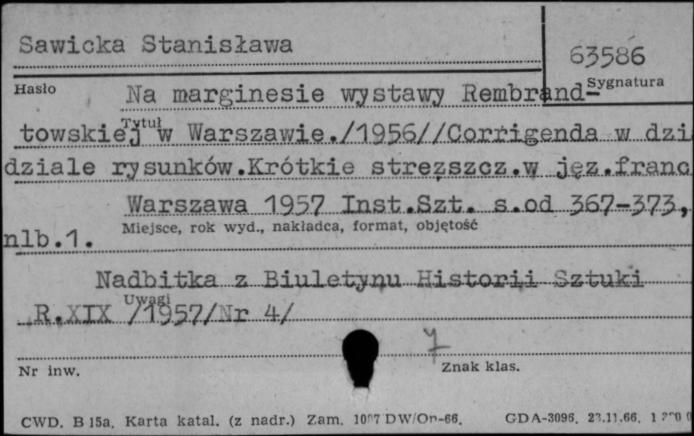 Sawicka Stanisława
63586
Hasło
Sygnatura
Na marginesie wystawy Rembrand-
Tytuł
towskiej w Warszawie./1956//Corrigenda w dzi
dziale rysunków.Krótkie streszcz.w jęz.franc
Warszawa 1957 Inst.Szt. s.od 367-373,
Miejsce, rok wyd., nakładca, format, objętość
nlb.1.
Nadbitka z Biuletynu Historii Sztuki
Uwagi
R.XIX /1957/Nr 4/
Nr inw.
Znak klas.
CWD. B 15a. Karta katal. (z nadr.) Zam. DW/On-66. GDA-3096. 23.11.66.